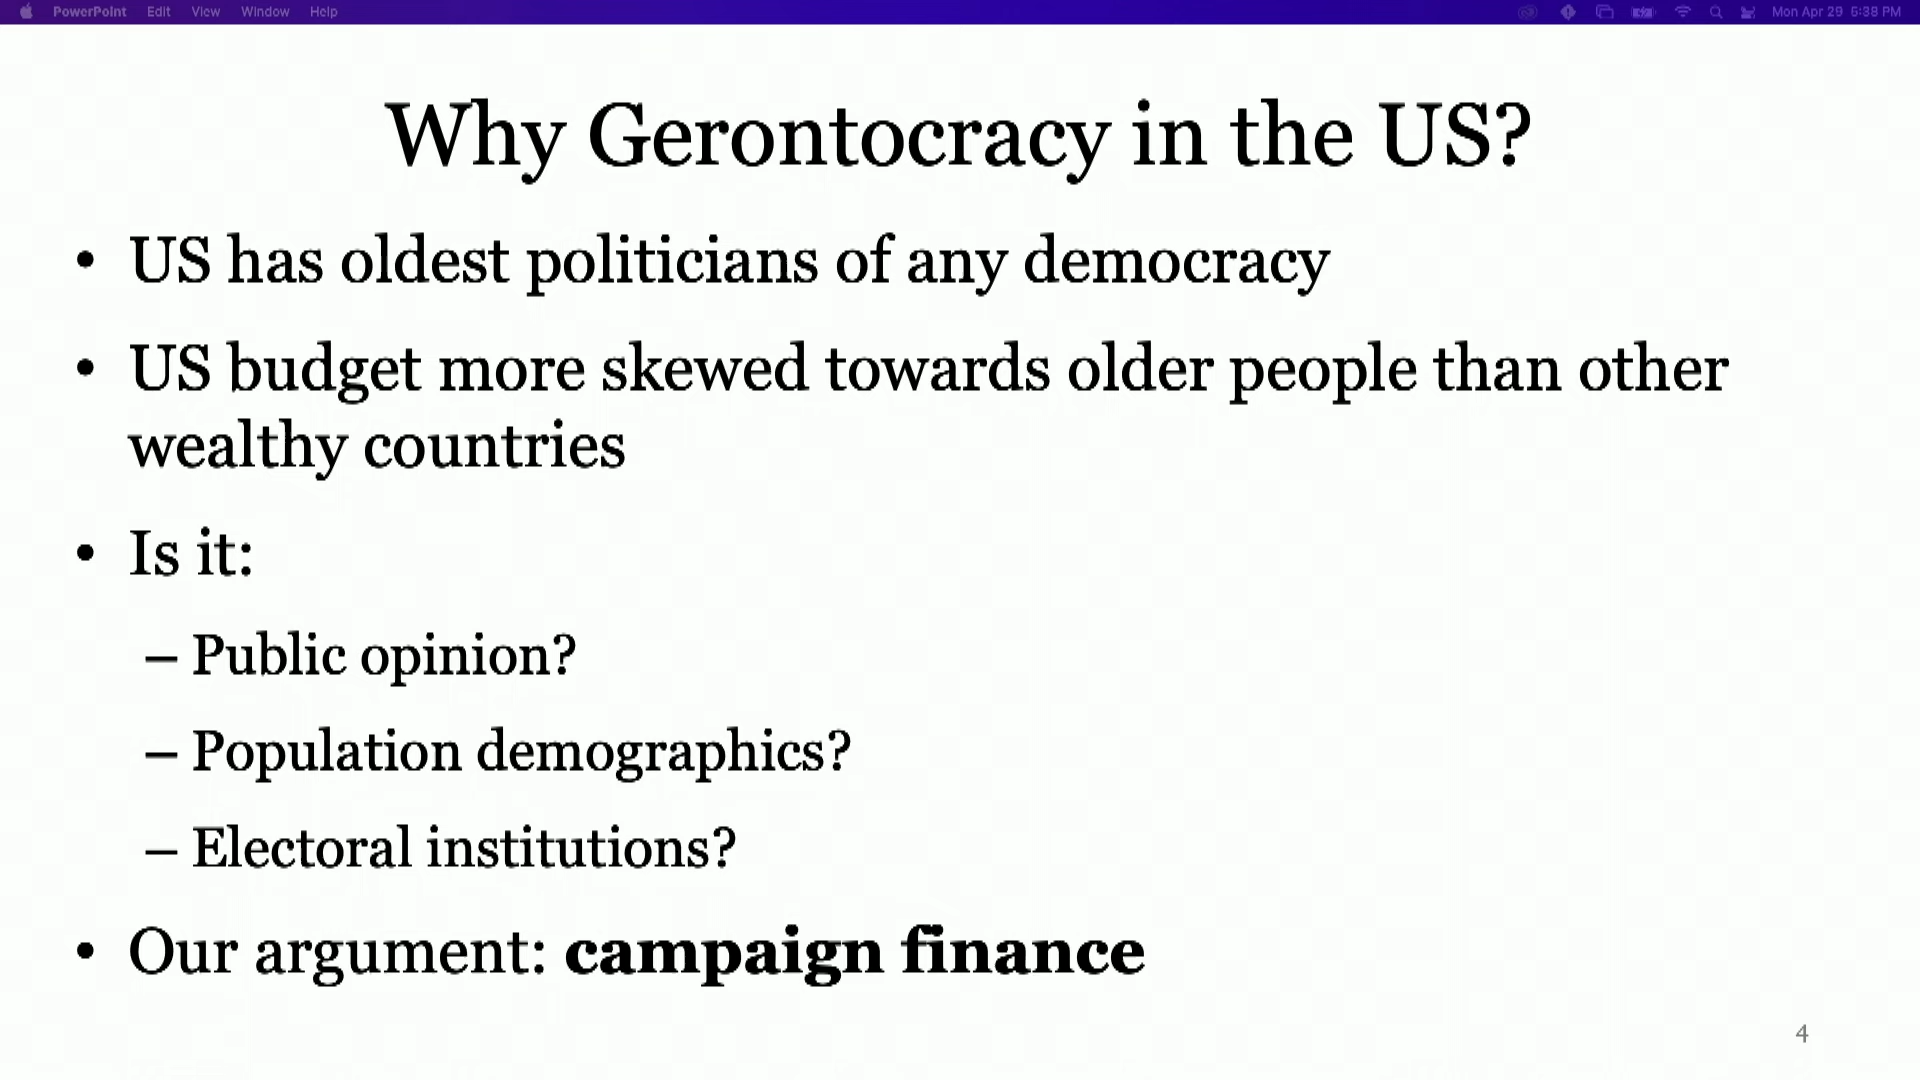 PowerPoint Edit View Window Help Mon Apr 29 5:38 PM
Why Gerontocracy in the US?
• US has oldest politicians of any democracy
• US budget more skewed towards older people than other
wealthy countries
• Is it:
– Public opinion?
– Population demographics?
– Electoral institutions?
• Our argument: campaign finance
4